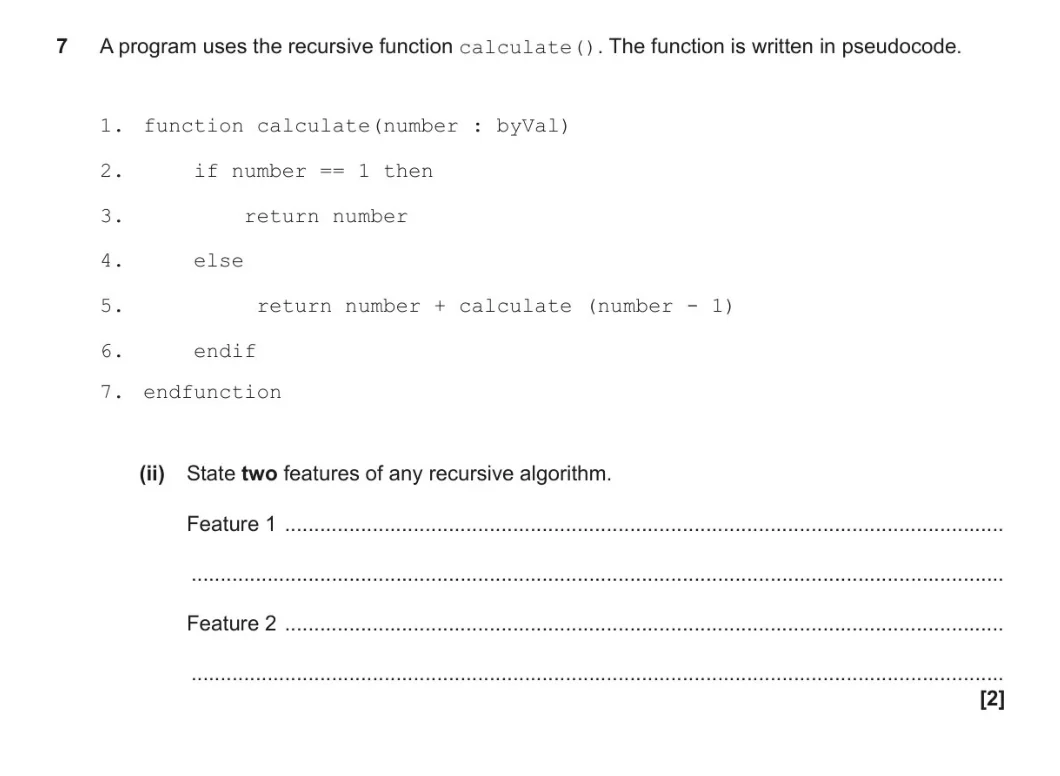 7 A program uses the recursive function calculate(). The function is written in pseudocode.
1. function calculate(number : byVal)
2. if number == 1 then
3. return number
4. else
5. return number + calculate (number - 1)
6. endif
7. endfunction
(ii) State two features of any recursive algorithm.
Feature 1 ................................................................................................................................
................................................................................................................................................
Feature 2 ................................................................................................................................
................................................................................................................................................
[2]